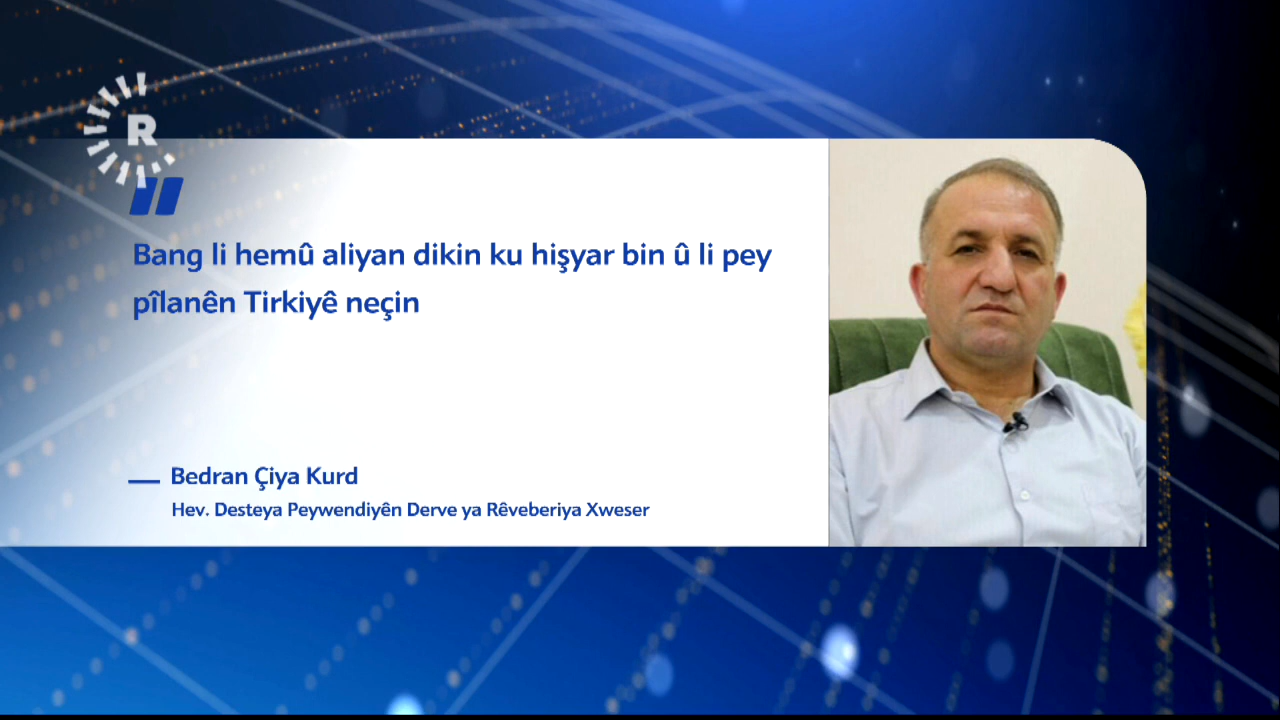 R
Bang li hemû aliyan dikin ku hişyar bin û li pey
pîlanên Tirkiyê neçin
Bedran Çiya Kurd
Hev. Desteya Peywendiyên Derve ya Rêveberiya Xweser